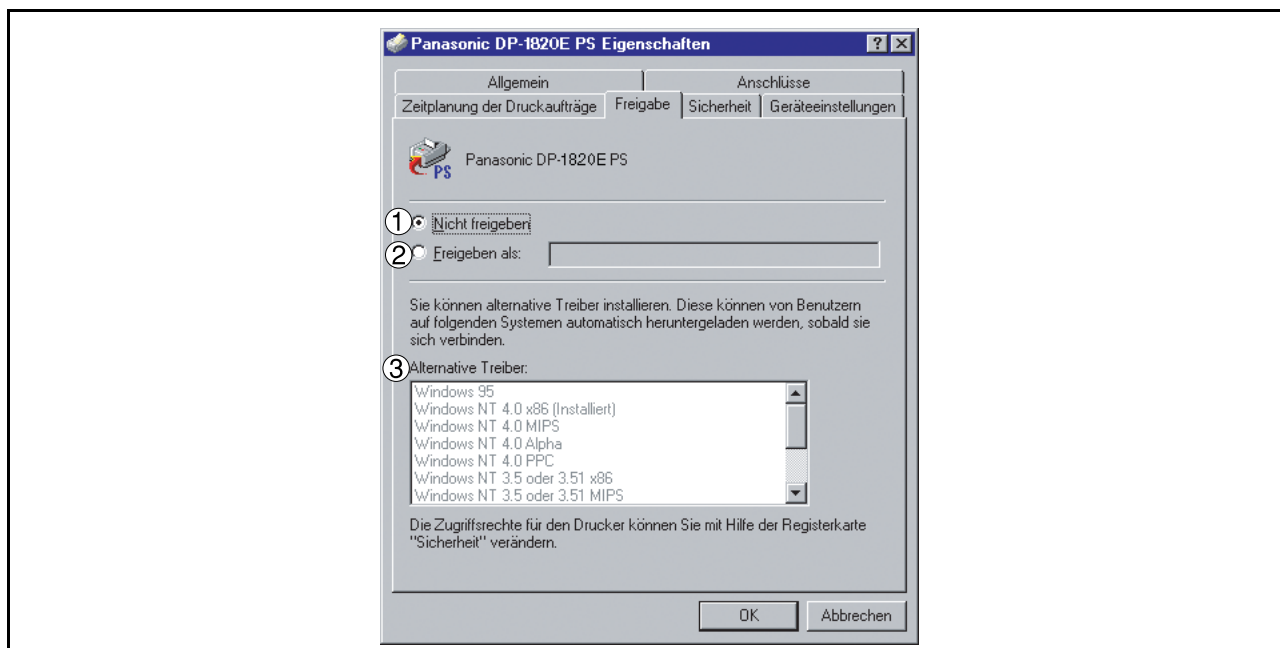 Panasonic DP-1820E PS Eigenschaften
Allgemein Anschlüsse
Zeitplanung der Druckaufträge Freigabe Sicherheit Geräteeinstellungen
PS Panasonic DP-1820E PS
① Nicht freigeben
② Freigeben als:
Sie können alternative Treiber installieren. Diese können von Benutzern
auf folgenden Systemen automatisch heruntergeladen werden, sobald sie
sich verbinden.
③ Alternative Treiber:
Windows 95
Windows NT 4.0 x86 (Installiert)
Windows NT 4.0 MIPS
Windows NT 4.0 Alpha
Windows NT 4.0 PPC
Windows NT 3.5 oder 3.51 x86
Windows NT 3.5 oder 3.51 MIPS
Die Zugriffsrechte für den Drucker können Sie mit Hilfe der Registerkarte
"Sicherheit" verändern.
OK Abbrechen